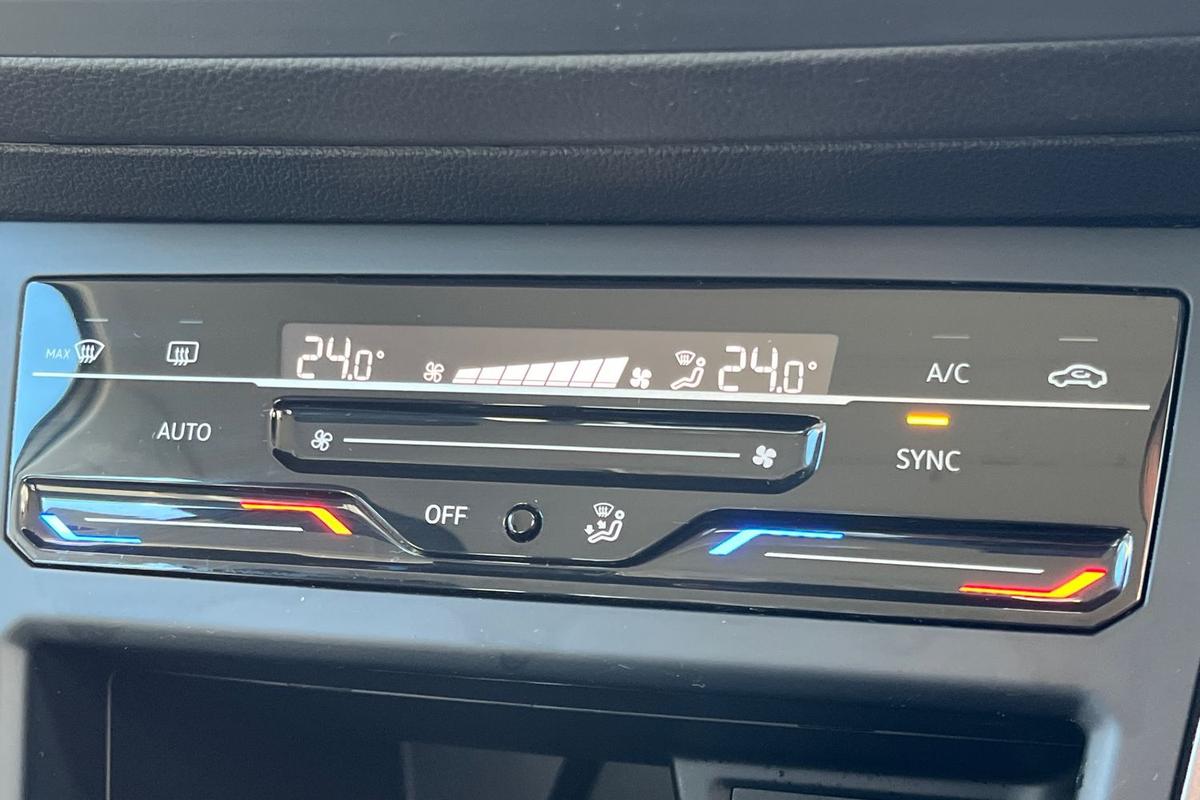 MAX
24.0°
24.0°
A/C
AUTO
SYNC
OFF